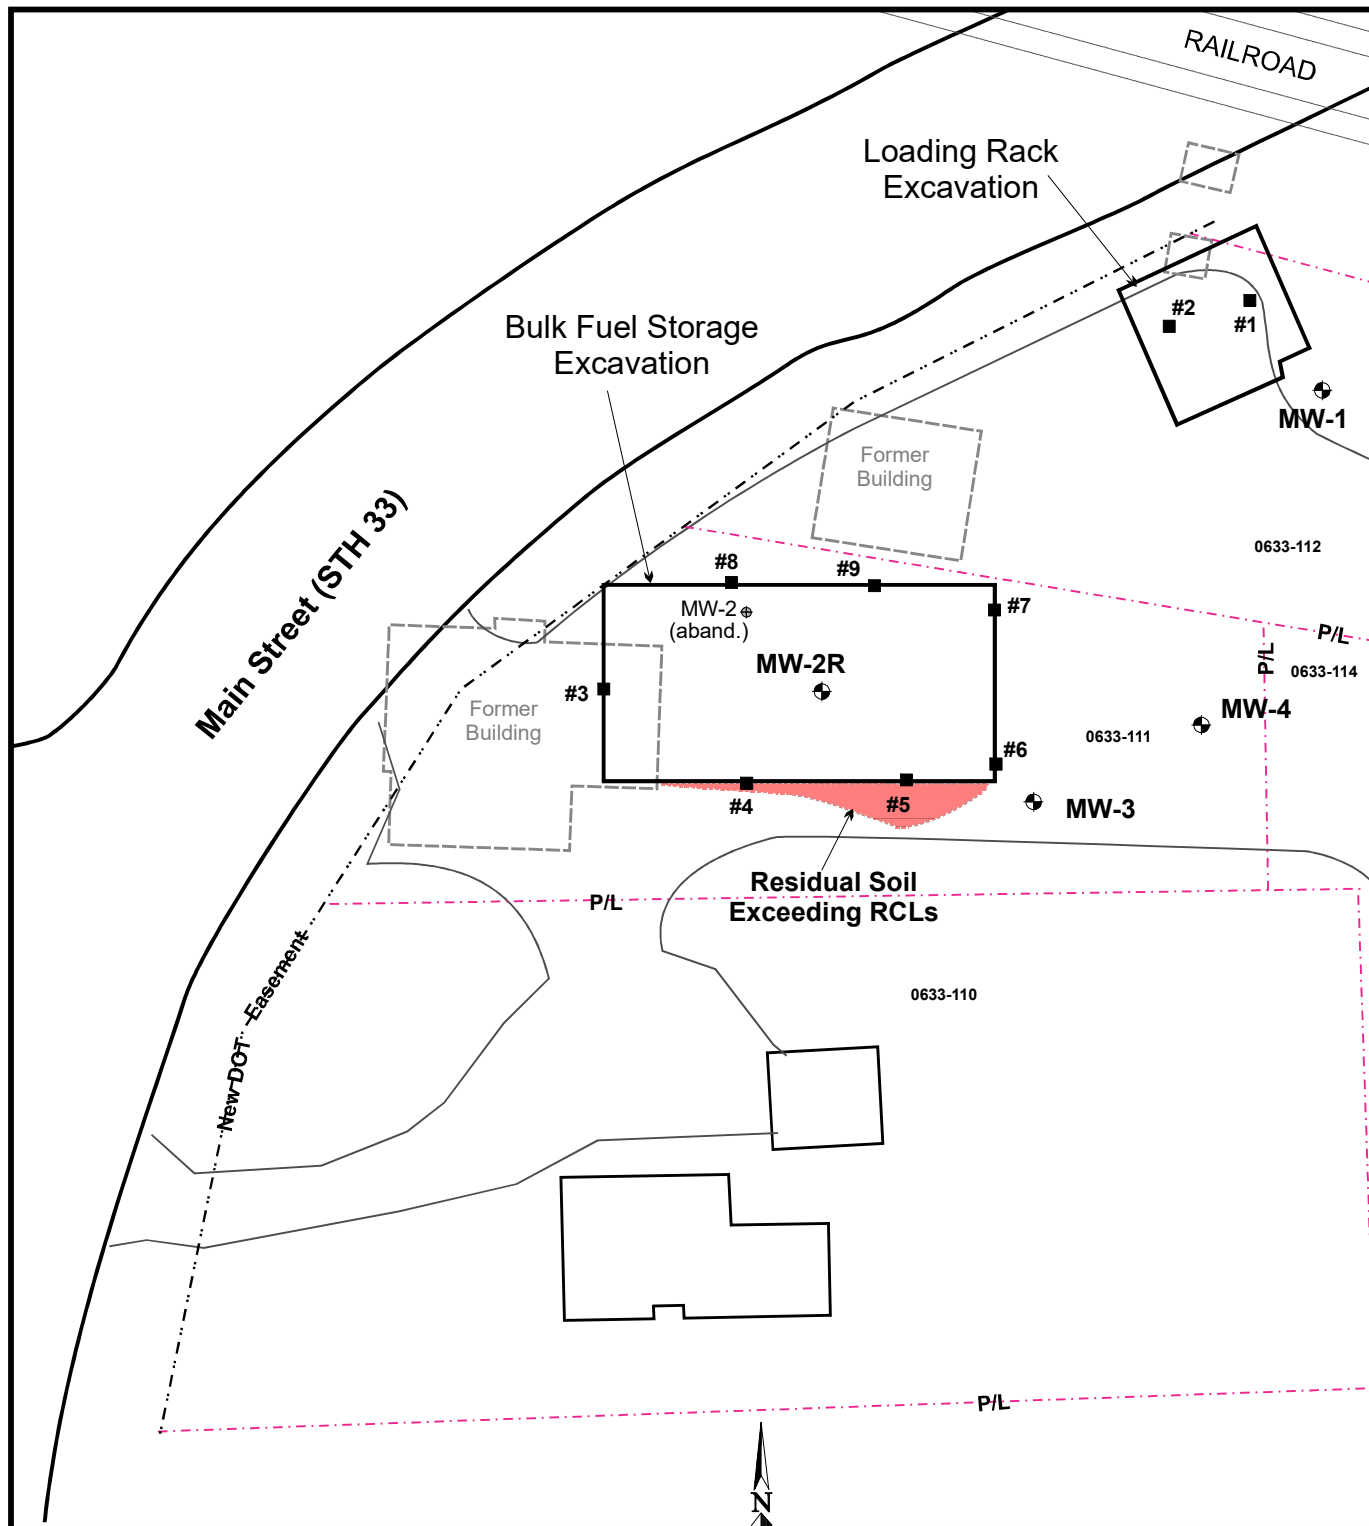 RAILROAD
Loading Rack
Excavation
#2
#1
Bulk Fuel Storage
Excavation
MW-1
Former
Building
Main Street (STH 33)
0633-112
#8
#9
#7
MW-2
(aband.)
P/L
P/L
MW-2R
0633-114
#3
Former
Building
MW-4
0633-111
#6
#4
#5
MW-3
Residual Soil
Exceeding RCLs
P/L
New DOT Easement
0633-110
P/L
N